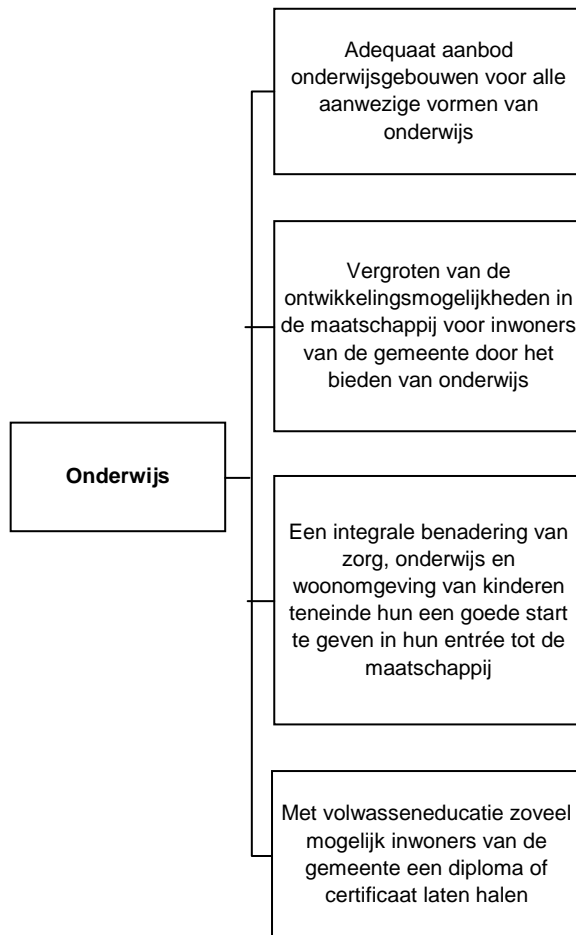 Adequaat aanbod
onderwijsgebouwen voor alle
aanwezige vormen van
onderwijs
Vergroten van de
ontwikkelingsmogelijkheden in
de maatschappij voor inwoners
van de gemeente door het
bieden van onderwijs
Onderwijs
Een integrale benadering van
zorg, onderwijs en
woonomgeving van kinderen
teneinde hun een goede start
te geven in hun entrée tot de
maatschappij
Met volwasseneducatie zoveel
mogelijk inwoners van de
gemeente een diploma of
certificaat laten halen